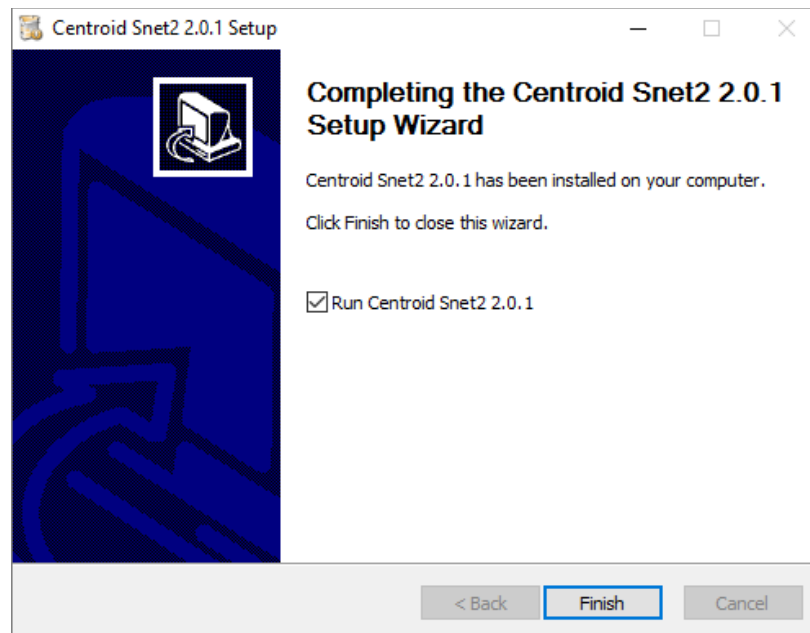 Centroid Snet2 2.0.1 Setup
Completing the Centroid Snet2 2.0.1
Setup Wizard
Centroid Snet2 2.0.1 has been installed on your computer.
Click Finish to close this wizard.
Run Centroid Snet2 2.0.1
< Back
Finish
Cancel